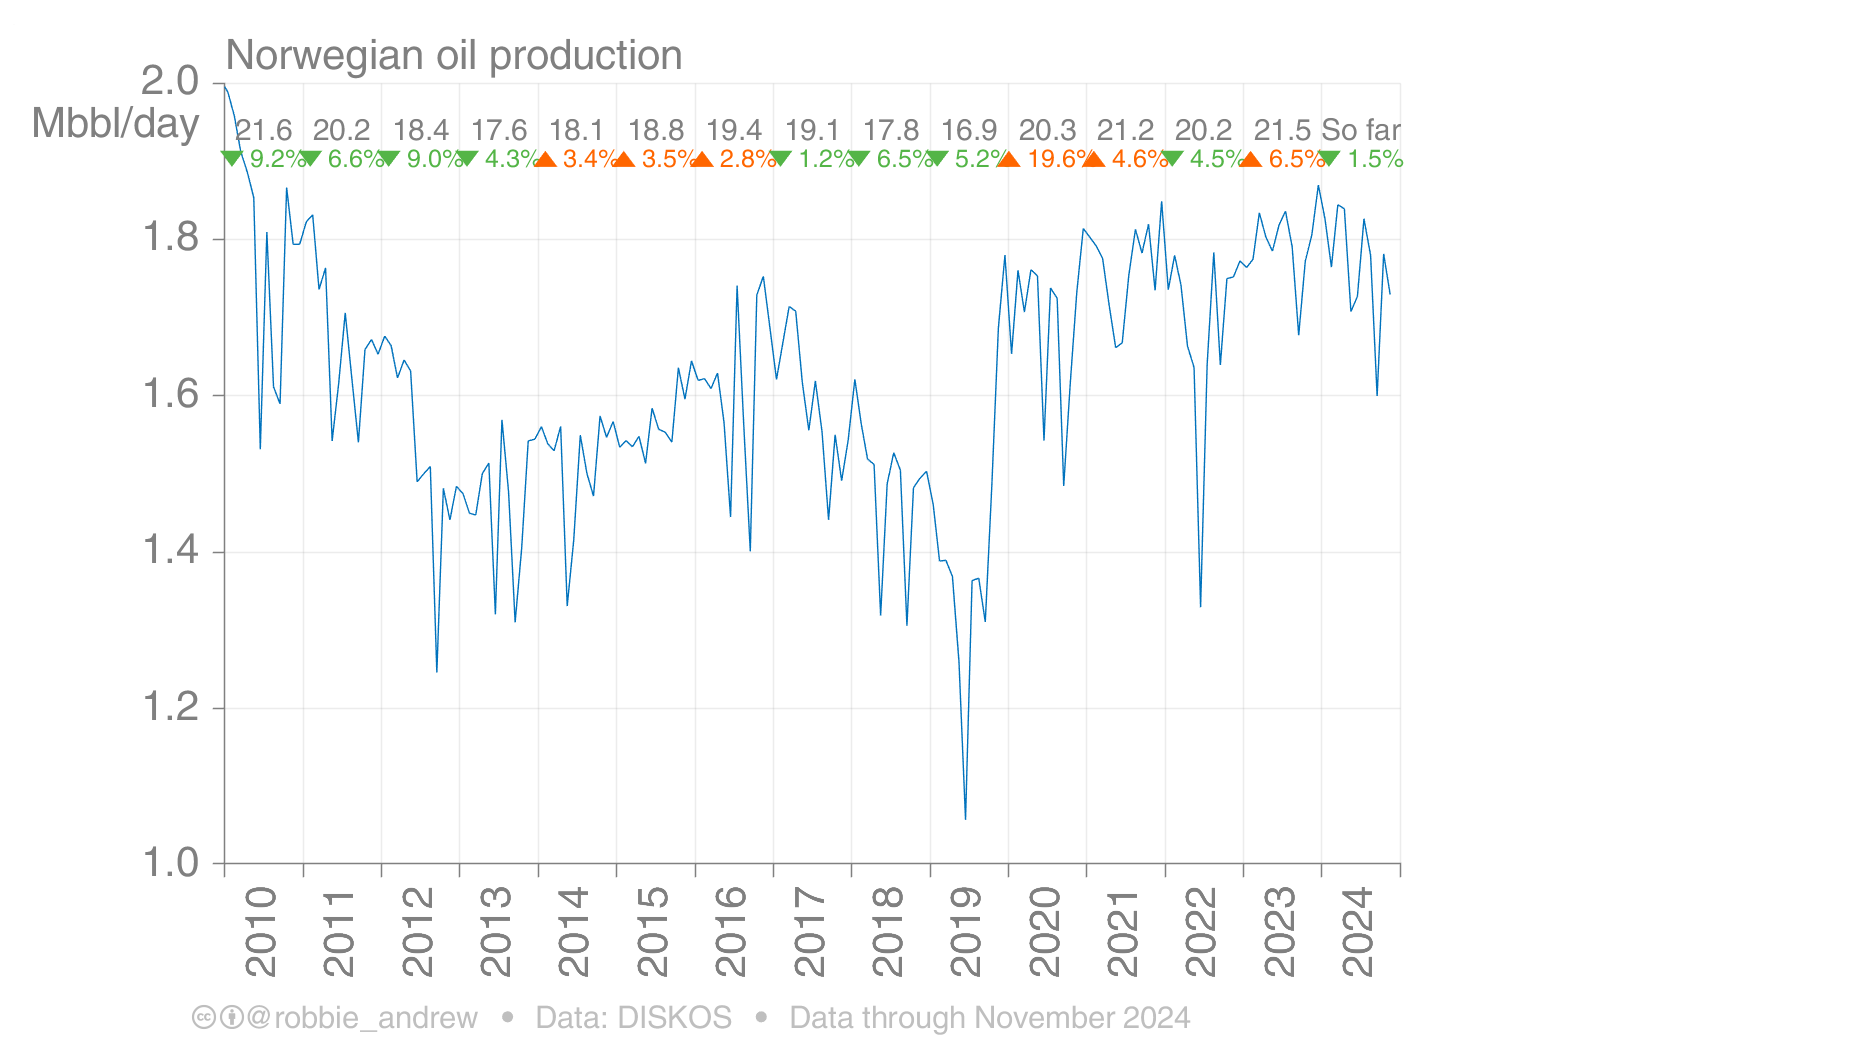 Norwegian oil production
2.0
Mbbl/day
21.6 20.2 18.4 17.6 18.1 18.8 19.4 19.1 17.8 16.9 20.3 21.2 20.2 21.5 So far
▼ 9.2% ▼ 6.6% ▼ 9.0% ▼ 4.3% ▲ 3.4% ▲ 3.5% ▲ 2.8% ▼ 1.2% ▼ 6.5% ▼ 5.2% ▲ 19.6% ▲ 4.6% ▼ 4.5% ▲ 6.5% ▼ 1.5%
1.8
1.6
1.4
1.2
1.0
2010 2011 2012 2013 2014 2015 2016 2017 2018 2019 2020 2021 2022 2023 2024
@robbie_andrew • Data: DISKOS • Data through November 2024